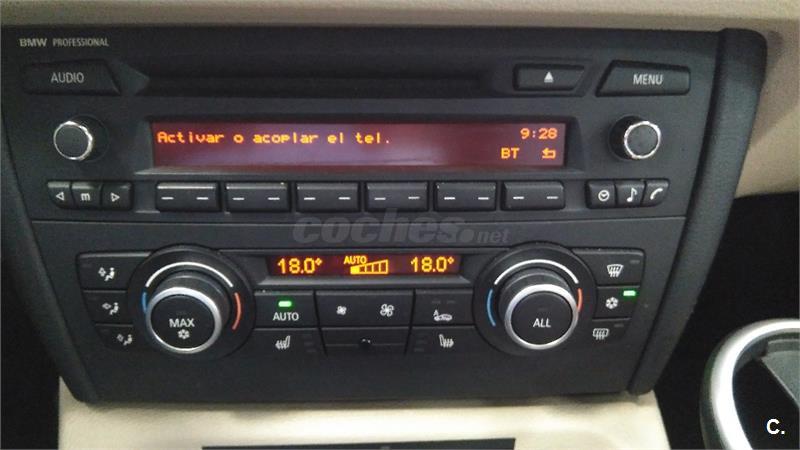 BMW PROFESSIONAL
AUDIO
MENU
Activar o acoplar el tel.
9:28
BT
m
coches.net
18.0°
AUTO
18.0°
MAX
AUTO
A
ALL
C.